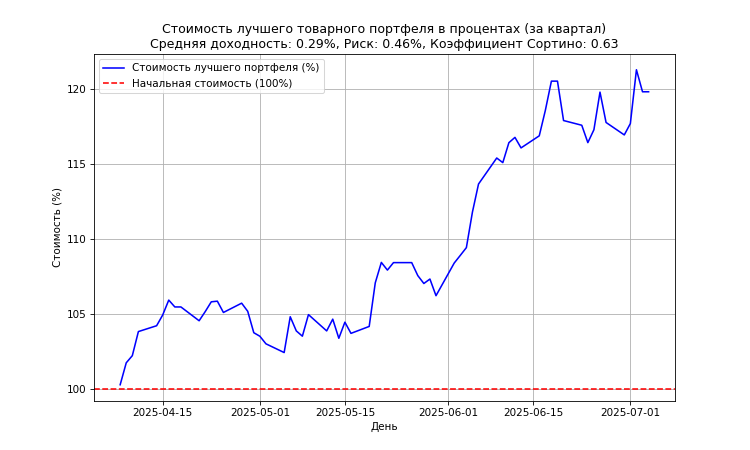 Стоимость лучшего товарного портфеля в процентах (за квартал)
Средняя доходность: 0.29%, Риск: 0.46%, Коэффициент Сортино: 0.63
Стоимость лучшего портфеля (%)
Начальная стоимость (100%)
Стоимость (%)
120
115
110
105
100
2025-04-15
2025-05-01
2025-05-15
2025-06-01
2025-06-15
2025-07-01
День